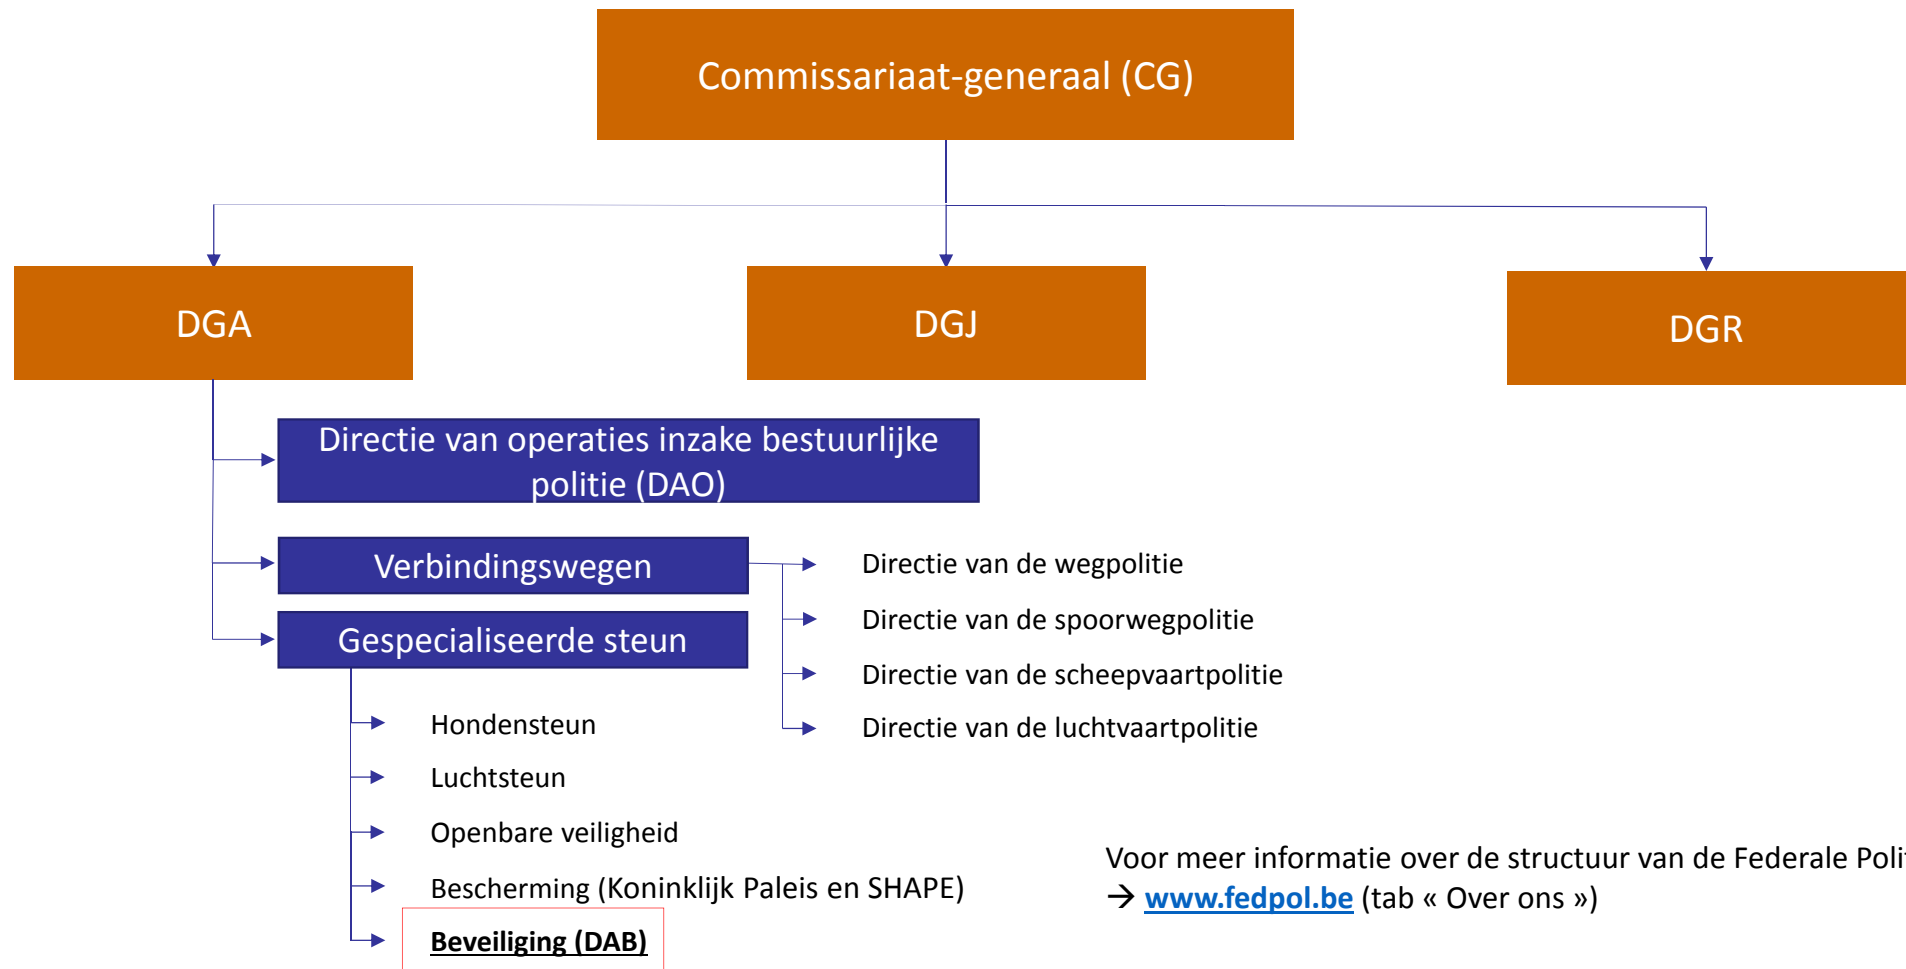 Commissariaat-generaal (CG)
DGA
DGJ
DGR
Directie van operaties inzake bestuurlijke
politie (DAO)
Verbindingswegen
Directie van de wegpolitie
Directie van de spoorwegpolitie
Directie van de scheepvaartpolitie
Directie van de luchtvaartpolitie
Gespecialiseerde steun
Hondensteun
Luchtsteun
Openbare veiligheid
Bescherming (Koninklijk Paleis en SHAPE)
Beveiliging (DAB)
Voor meer informatie over de structuur van de Federale Poli
→ www.fedpol.be (tab « Over ons »)